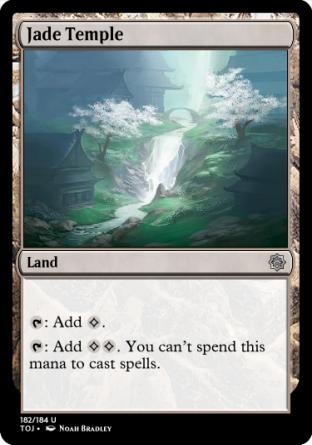 Jade Temple
Land
: Add .
: Add . You can't spend this
mana to cast spells.
182/184 U
TOJ • Noah Bradley